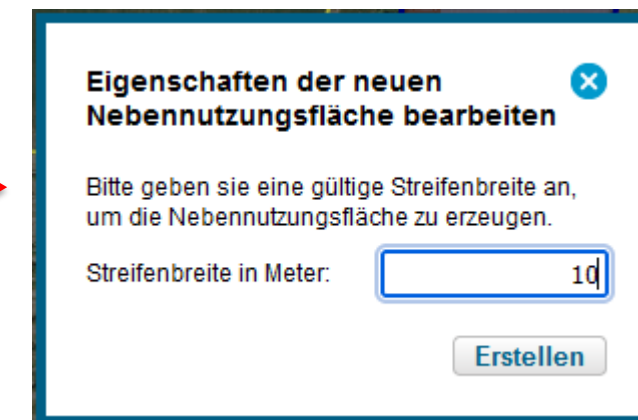 Eigenschaften der neuen
Nebennutzungsfläche bearbeiten
Bitte geben sie eine gültige Streifenbreite an,
um die Nebennutzungsfläche zu erzeugen.
Streifenbreite in Meter:
10
Erstellen